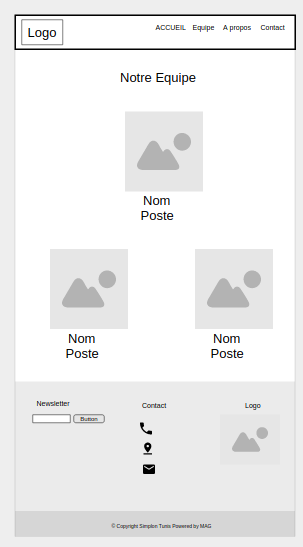 Logo
ACCUEIL Equipe A propos Contact
Notre Equipe
Nom
Poste
Nom
Poste
Nom
Poste
Newsletter
Button
Contact
Logo
© Copyright Simplon Tunis Powered by MAG